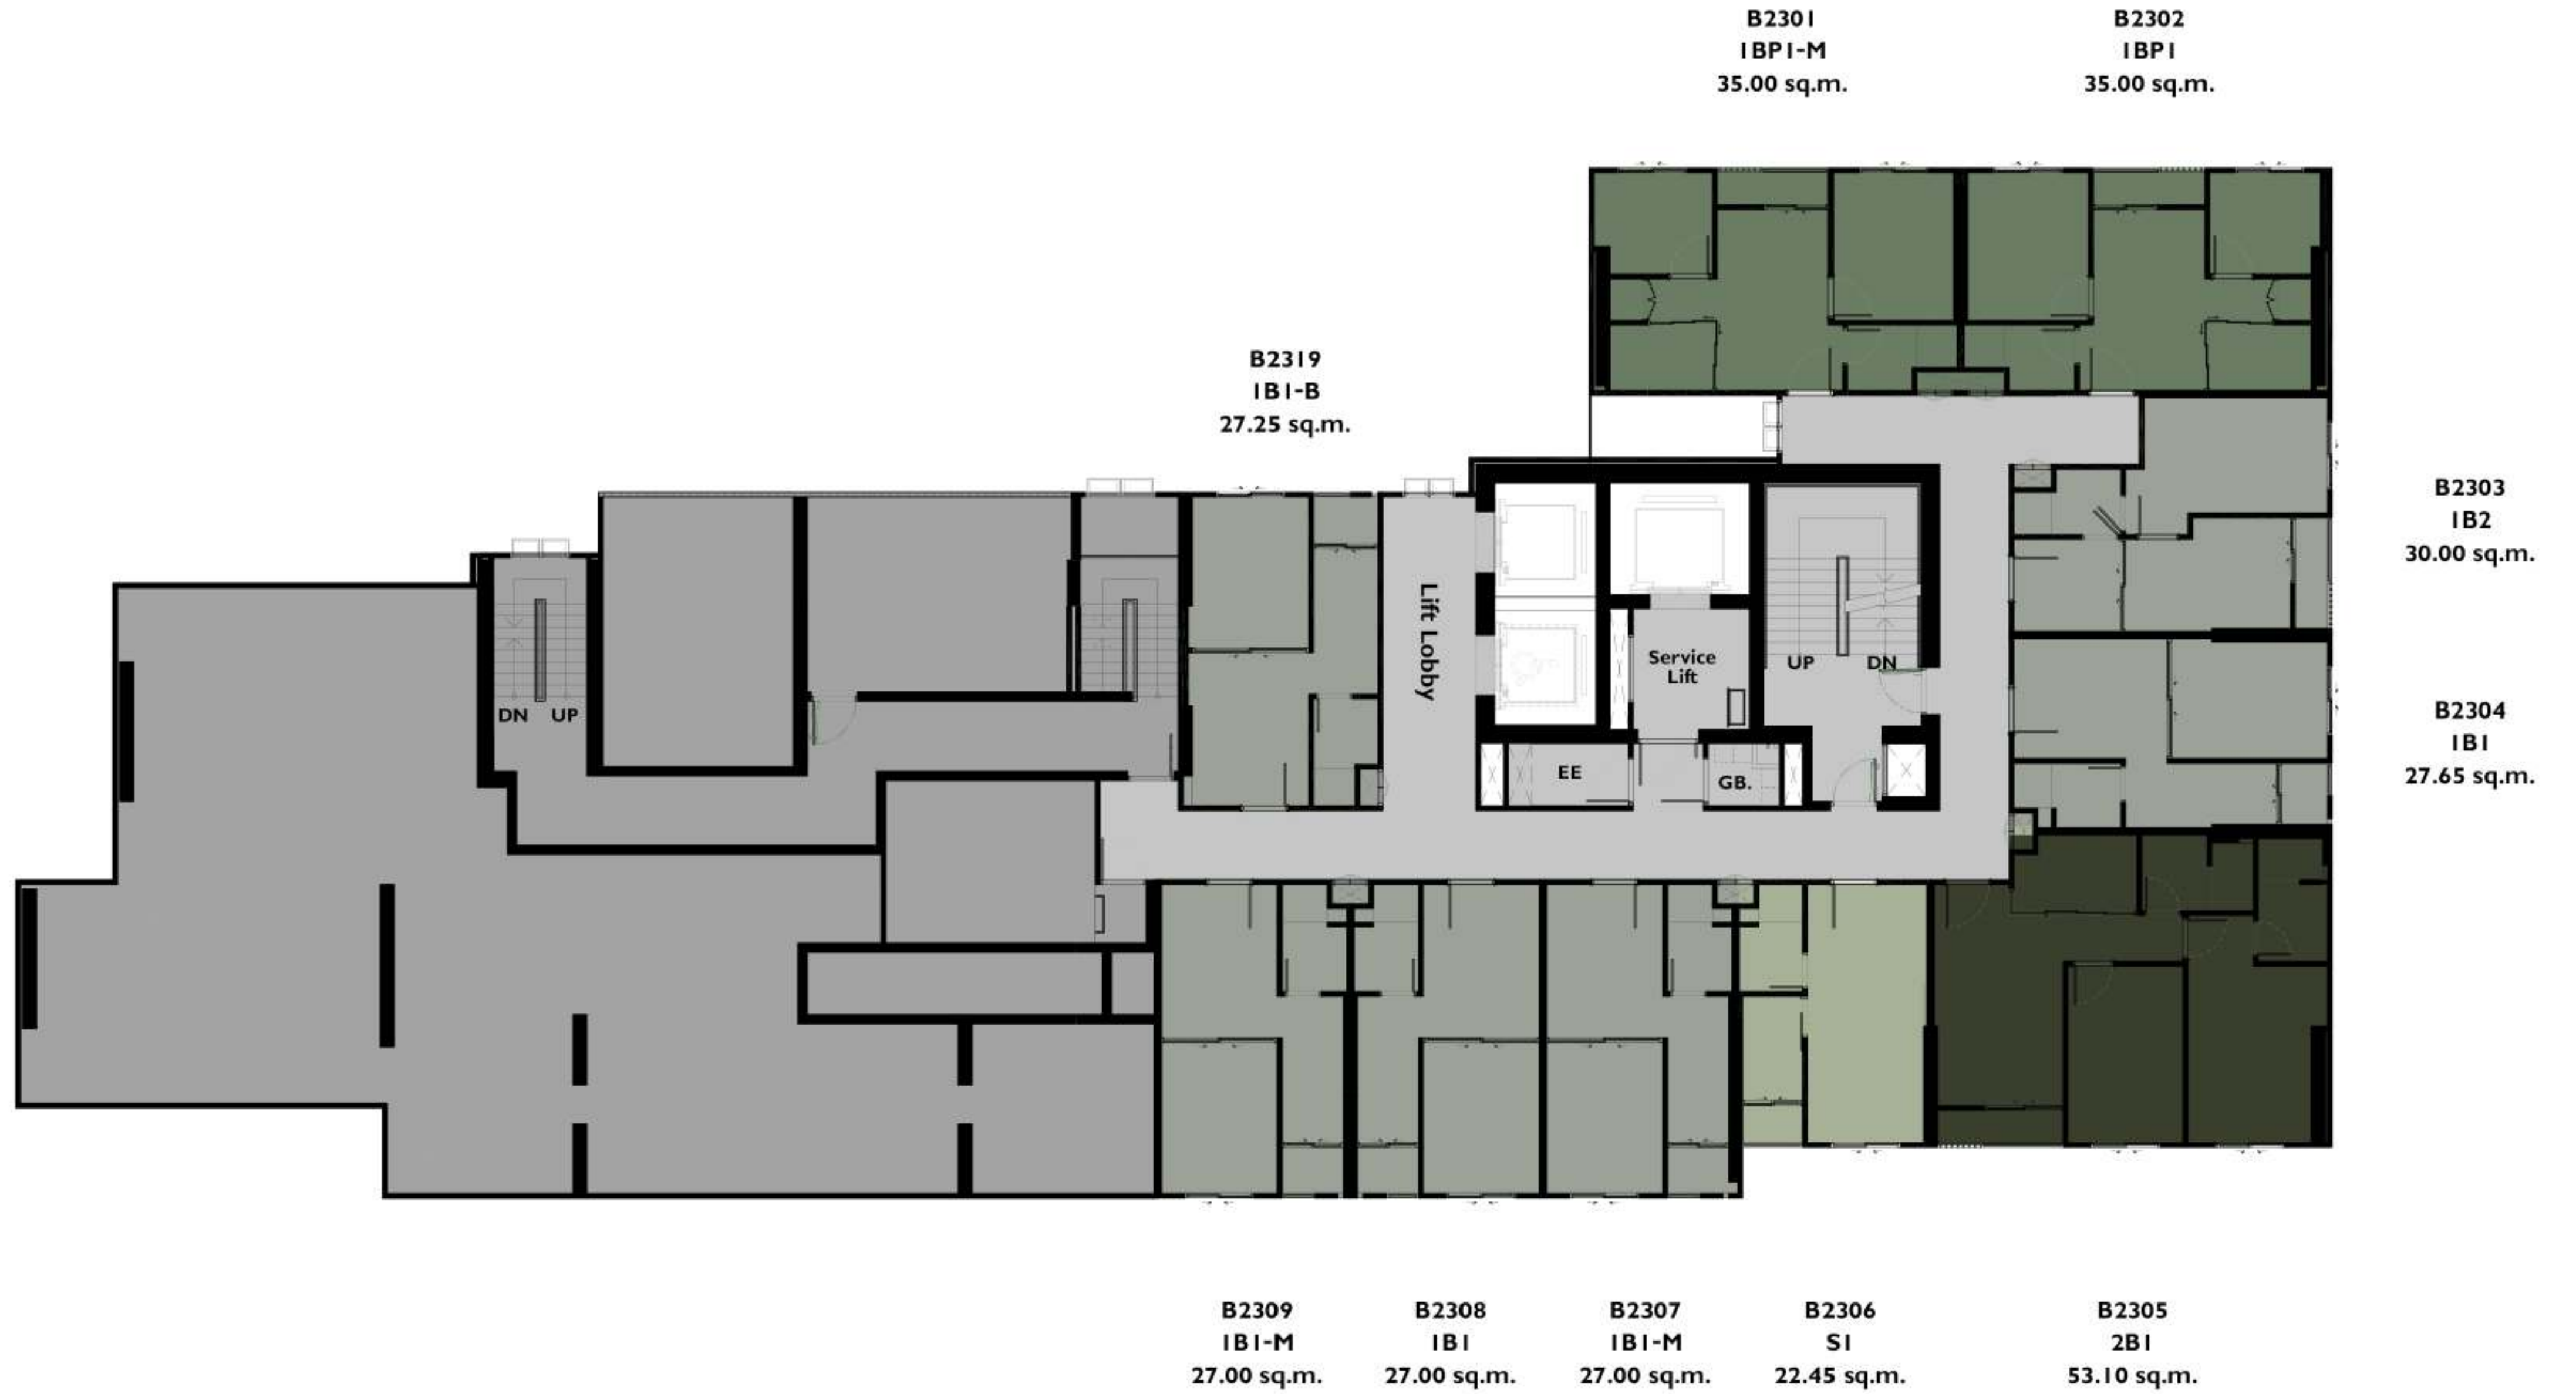 B2301
1BP1-M
35.00 sq.m.
B2302
1BP1
35.00 sq.m.
B2319
1B1-B
27.25 sq.m.
B2303
1B2
30.00 sq.m.
Lift Lobby
Service
Lift
UP
DN
DN
UP
B2304
1B1
27.65 sq.m.
EE
GB.
B2309
1B1-M
27.00 sq.m.
B2308
1B1
27.00 sq.m.
B2307
1B1-M
27.00 sq.m.
B2306
S1
22.45 sq.m.
B2305
2B1
53.10 sq.m.